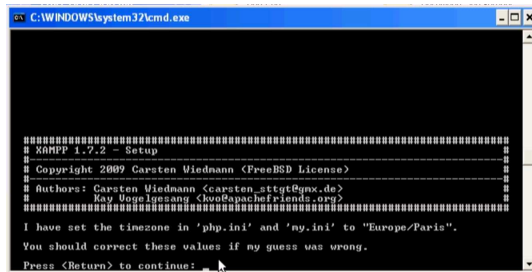 C:\WINDOWS\system32\cmd.exe
###############################################################
# XAMPP 1.7.2 - Setup #
#-------------------------------------------------------------#
# Copyright 2009 Carsten Wiedmann (FreeBSD License) #
#-------------------------------------------------------------#
# Authors: Carsten Wiedmann <carsten_sttgt@gmx.de> #
# Kay Vogelgesang <kvo@apachefriends.org> #
###############################################################
I have set the timezone in 'php.ini' and 'my.ini' to "Europe/Paris".
You should correct these values if my guess was wrong.
Press <Return> to continue: _